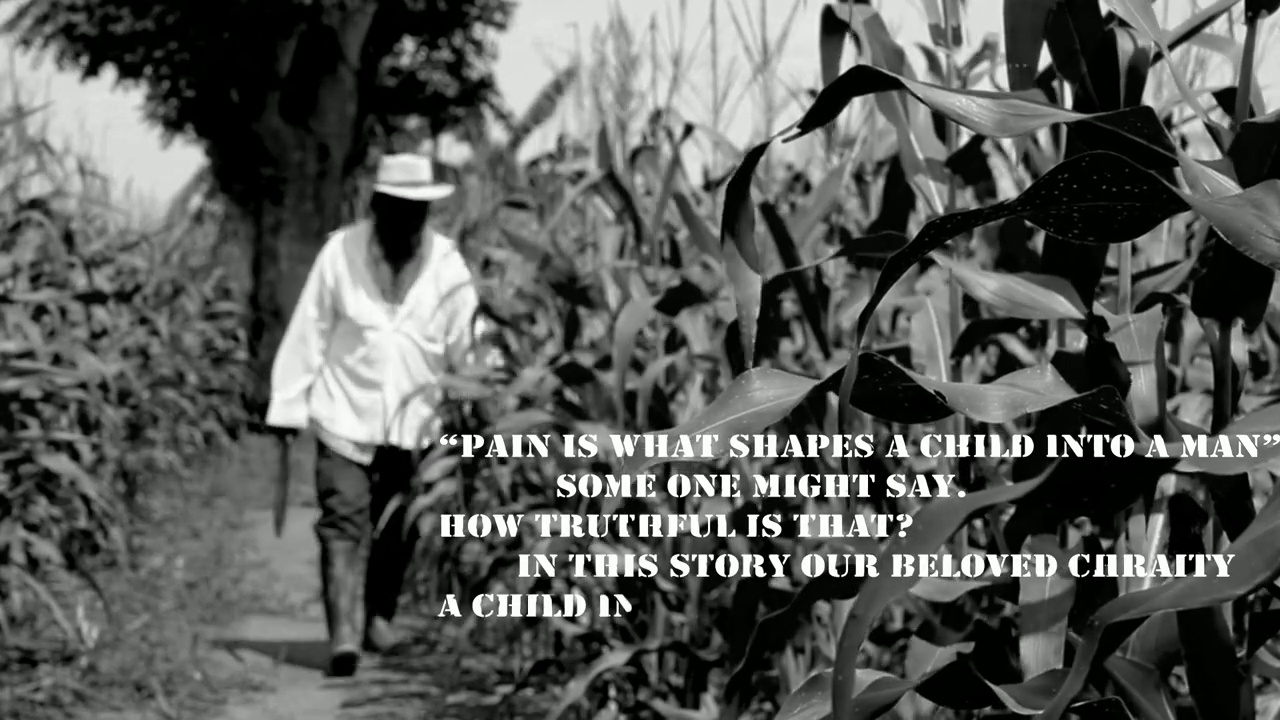 “PAIN IS WHAT SHAPES A CHILD INTO A MAN”
SOME ONE MIGHT SAY.
HOW TRUTHFUL IS THAT?
IN THIS STORY OUR BELOVED CHRAITY
A CHILD IN